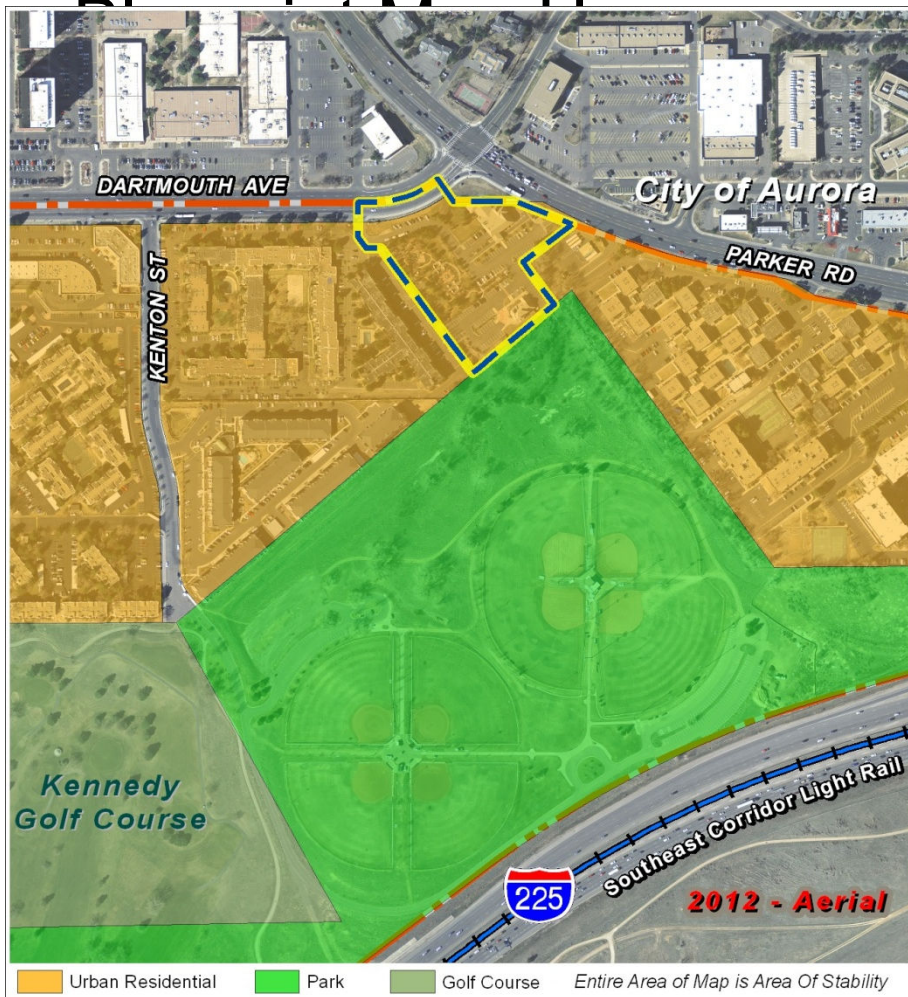 DARTMOUTH AVE
City of Aurora
PARKER RD
KENTON ST
Kennedy
Golf Course
225
Southeast Corridor Light Rail
2012 - Aerial
Urban Residential
Park
Golf Course
Entire Area of Map is Area Of Stability